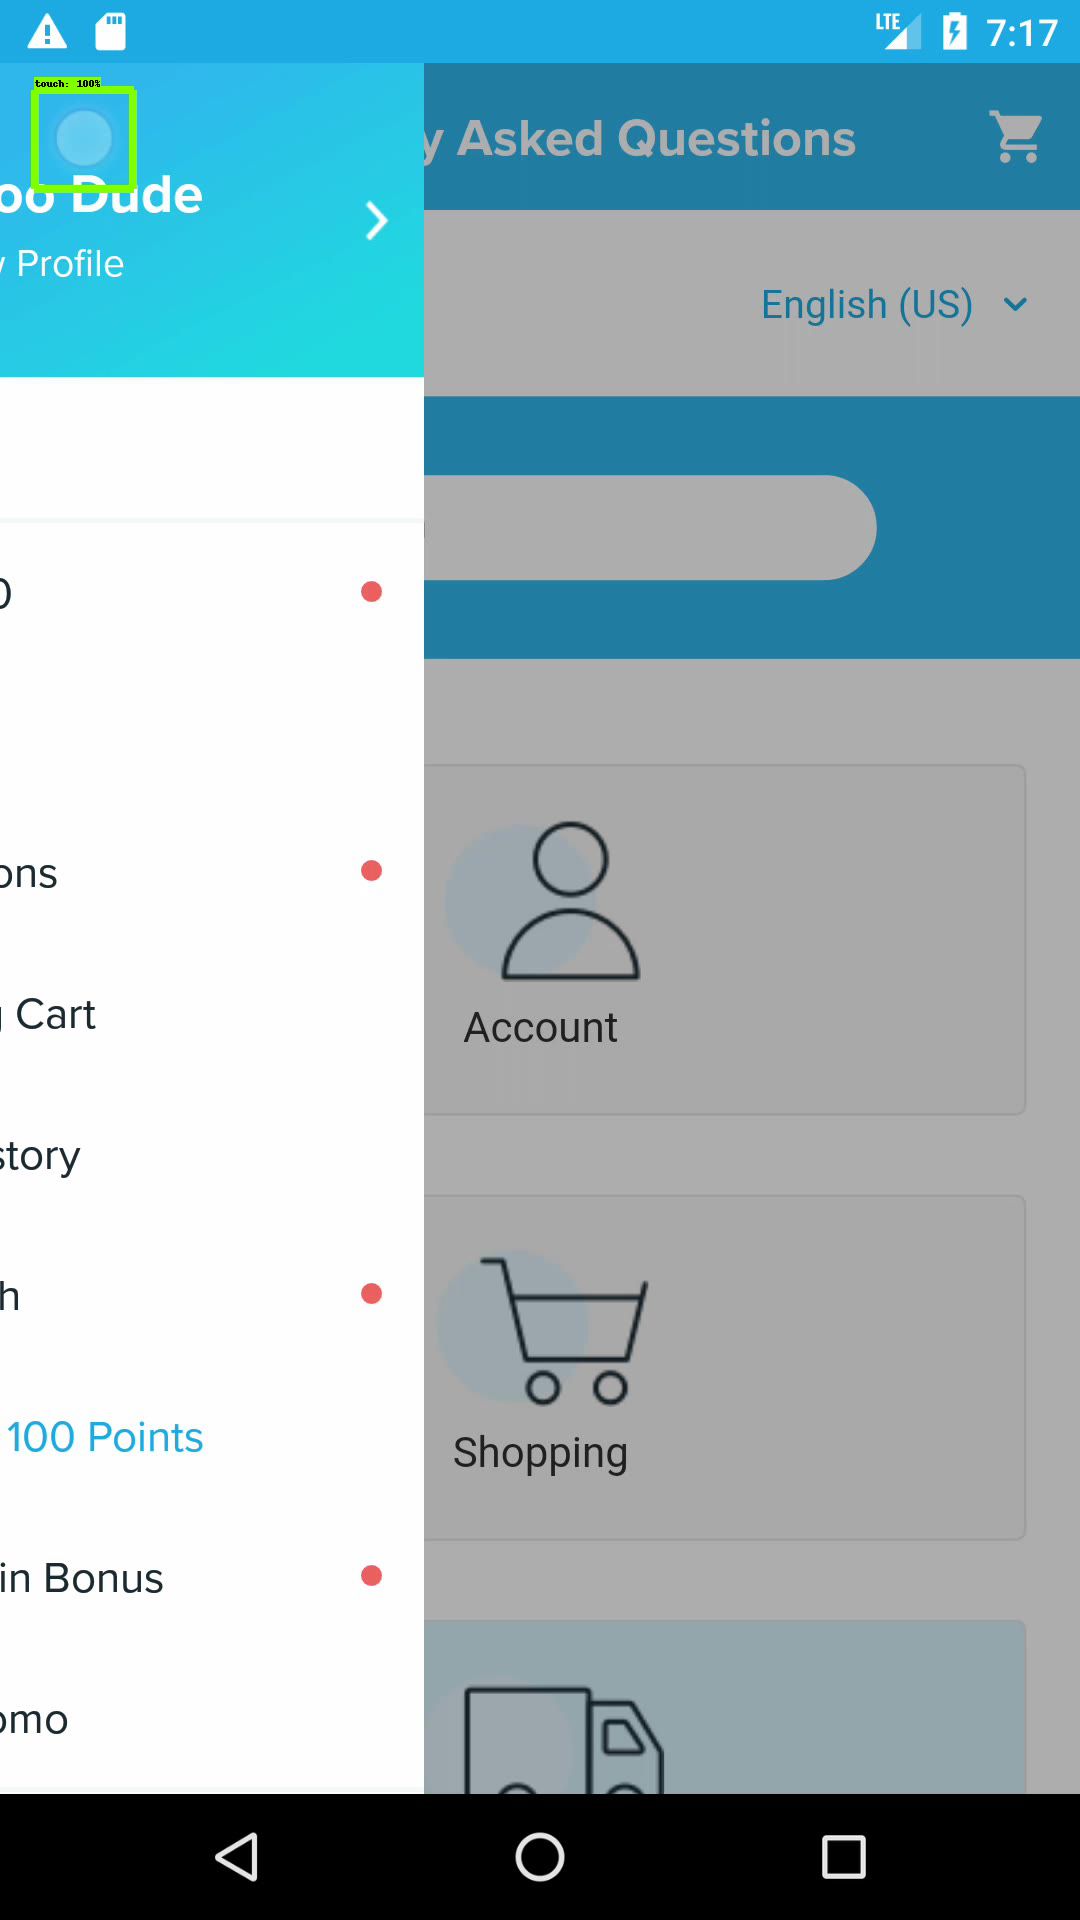 LTE 7:17
touch: 100%
y Asked Questions
oo Dude
Profile
English (US)
0
ons
Account
g Cart
story
h
Shopping
100 Points
in Bonus
omo